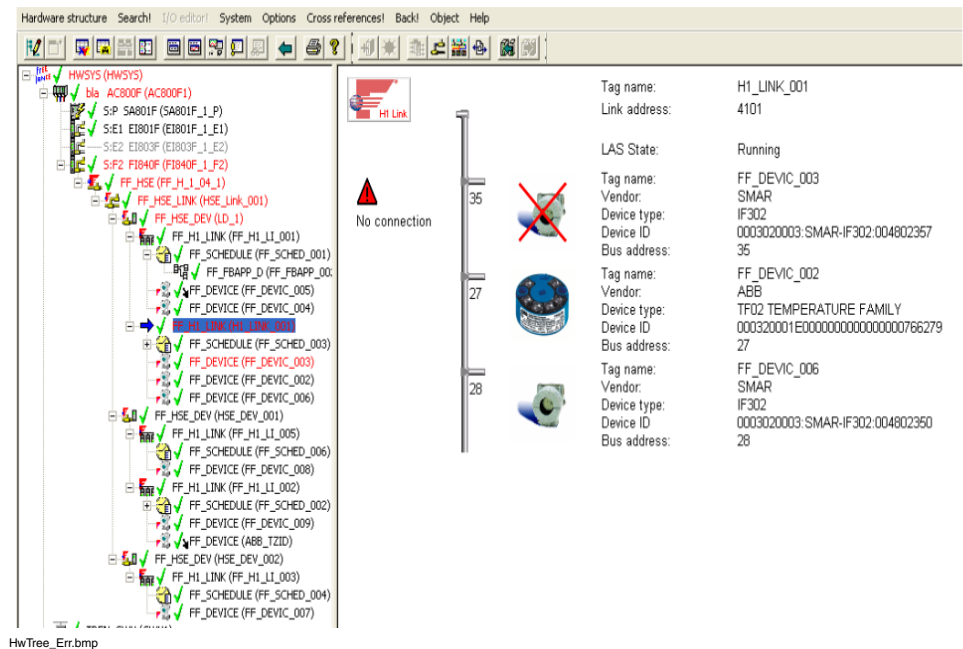 Hardware structure Search! I/O editor! System Options Cross references! Back! Object Help
HWSYS (HWSYS)
bla AC800F (AC800F1)
S:P SA801F (SA801F_1_P)
S:E1 EI801F (EI801F_1_E1)
S:E2 EI803F (EI803F_1_E2)
S:F2 FI840F (FI840F_1_F2)
FF_HSE (FF_H_1_04_1)
FF_HSE_LINK (HSE_Link_001)
FF_HSE_DEV (LD_1)
FF_H1_LINK (FF_H1_LI_001)
FF_SCHEDULE (FF_SCHED_001)
FF_FBAPP_D (FF_FBAPP_00
FF_DEVICE (FF_DEVIC_005)
FF_DEVICE (FF_DEVIC_004)
FF_H1_LINK (H1_LINK_001)
FF_SCHEDULE (FF_SCHED_003)
FF_DEVICE (FF_DEVIC_003)
FF_DEVICE (FF_DEVIC_002)
FF_DEVICE (FF_DEVIC_006)
FF_HSE_DEV (HSE_DEV_001)
FF_H1_LINK (FF_H1_LI_005)
FF_SCHEDULE (FF_SCHED_006)
FF_DEVICE (FF_DEVIC_008)
FF_H1_LINK (FF_H1_LI_002)
FF_SCHEDULE (FF_SCHED_002)
FF_DEVICE (FF_DEVIC_009)
FF_DEVICE (ABB_TZID)
FF_HSE_DEV (HSE_DEV_002)
FF_H1_LINK (FF_H1_LI_003)
FF_SCHEDULE (FF_SCHED_004)
FF_DEVICE (FF_DEVIC_007)
H1 Link
No connection
Tag name: H1_LINK_001
Link address: 4101
LAS State: Running
35
Tag name: FF_DEVIC_003
Vendor: SMAR
Device type: IF302
Device ID 0003020003:SMAR-IF302:004802357
Bus address: 35
27
Tag name: FF_DEVIC_002
Vendor: ABB
Device type: TF02 TEMPERATURE FAMILY
Device ID 000320001E0000000000000000766279
Bus address: 27
28
Tag name: FF_DEVIC_006
Vendor: SMAR
Device type: IF302
Device ID 0003020003:SMAR-IF302:004802350
Bus address: 28
HwTree_Err.bmp